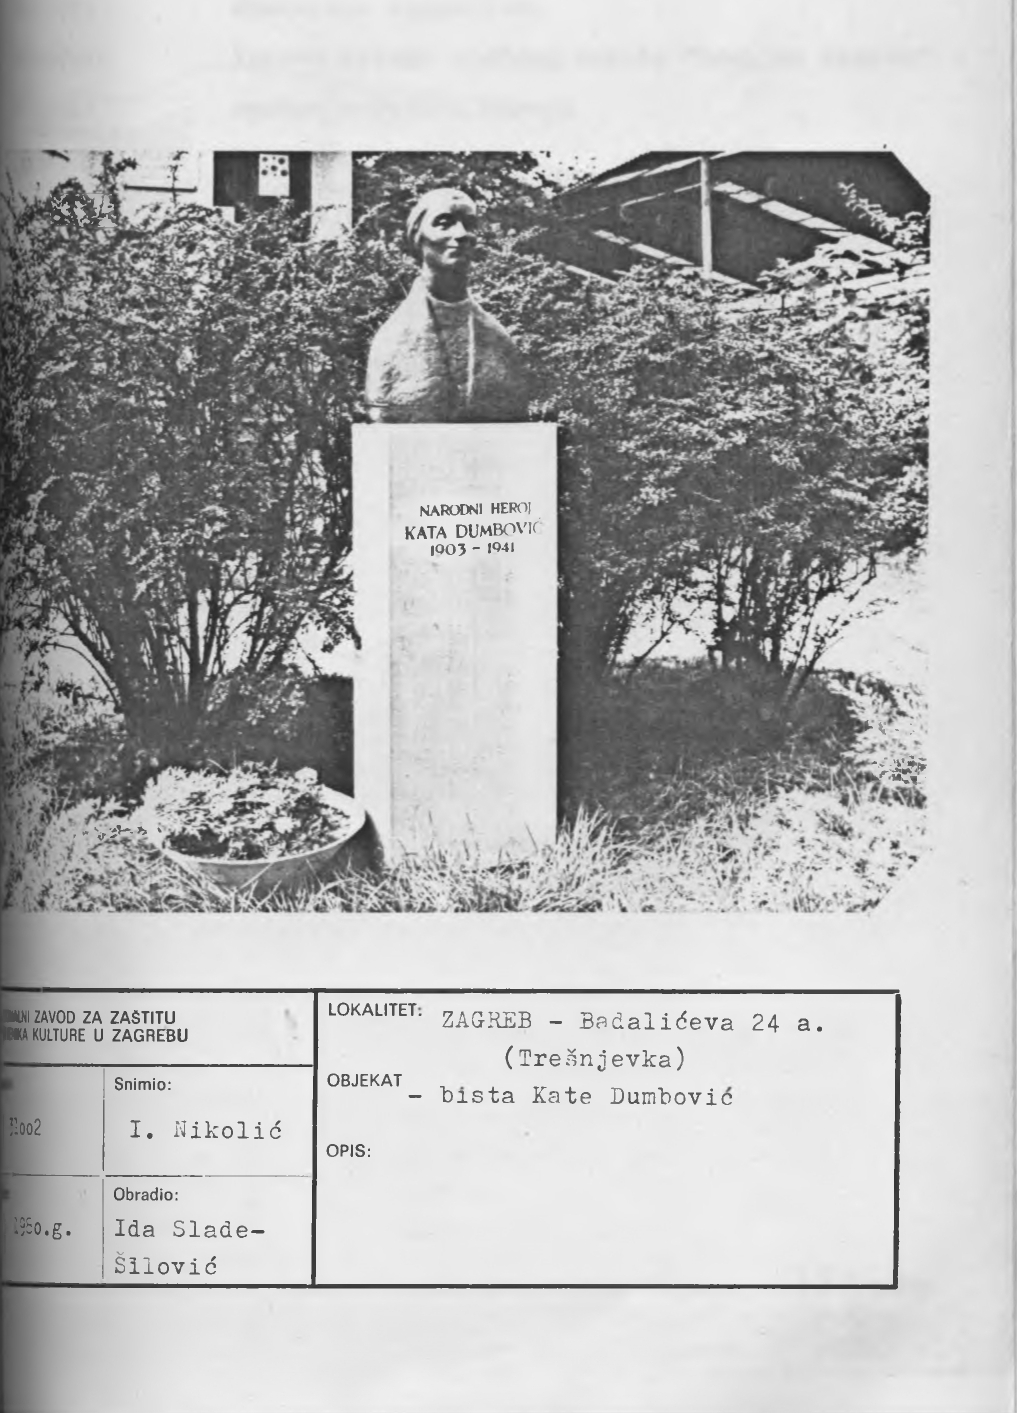 NARODNI HEROJ
KATA DUMBOVIĆ
1903 - 1941
ZAVOD ZA ZAŠTITU
KULTURE U ZAGREBU
Snimio:
I. Nikolić
Obradio:
Ida Slade-
Šilović
LOKALITET:
ZAGREB - Badalićeva 24 a.
(Trešnjevka)
OBJEKAT
- bista Kate Dumbović
OPIS: